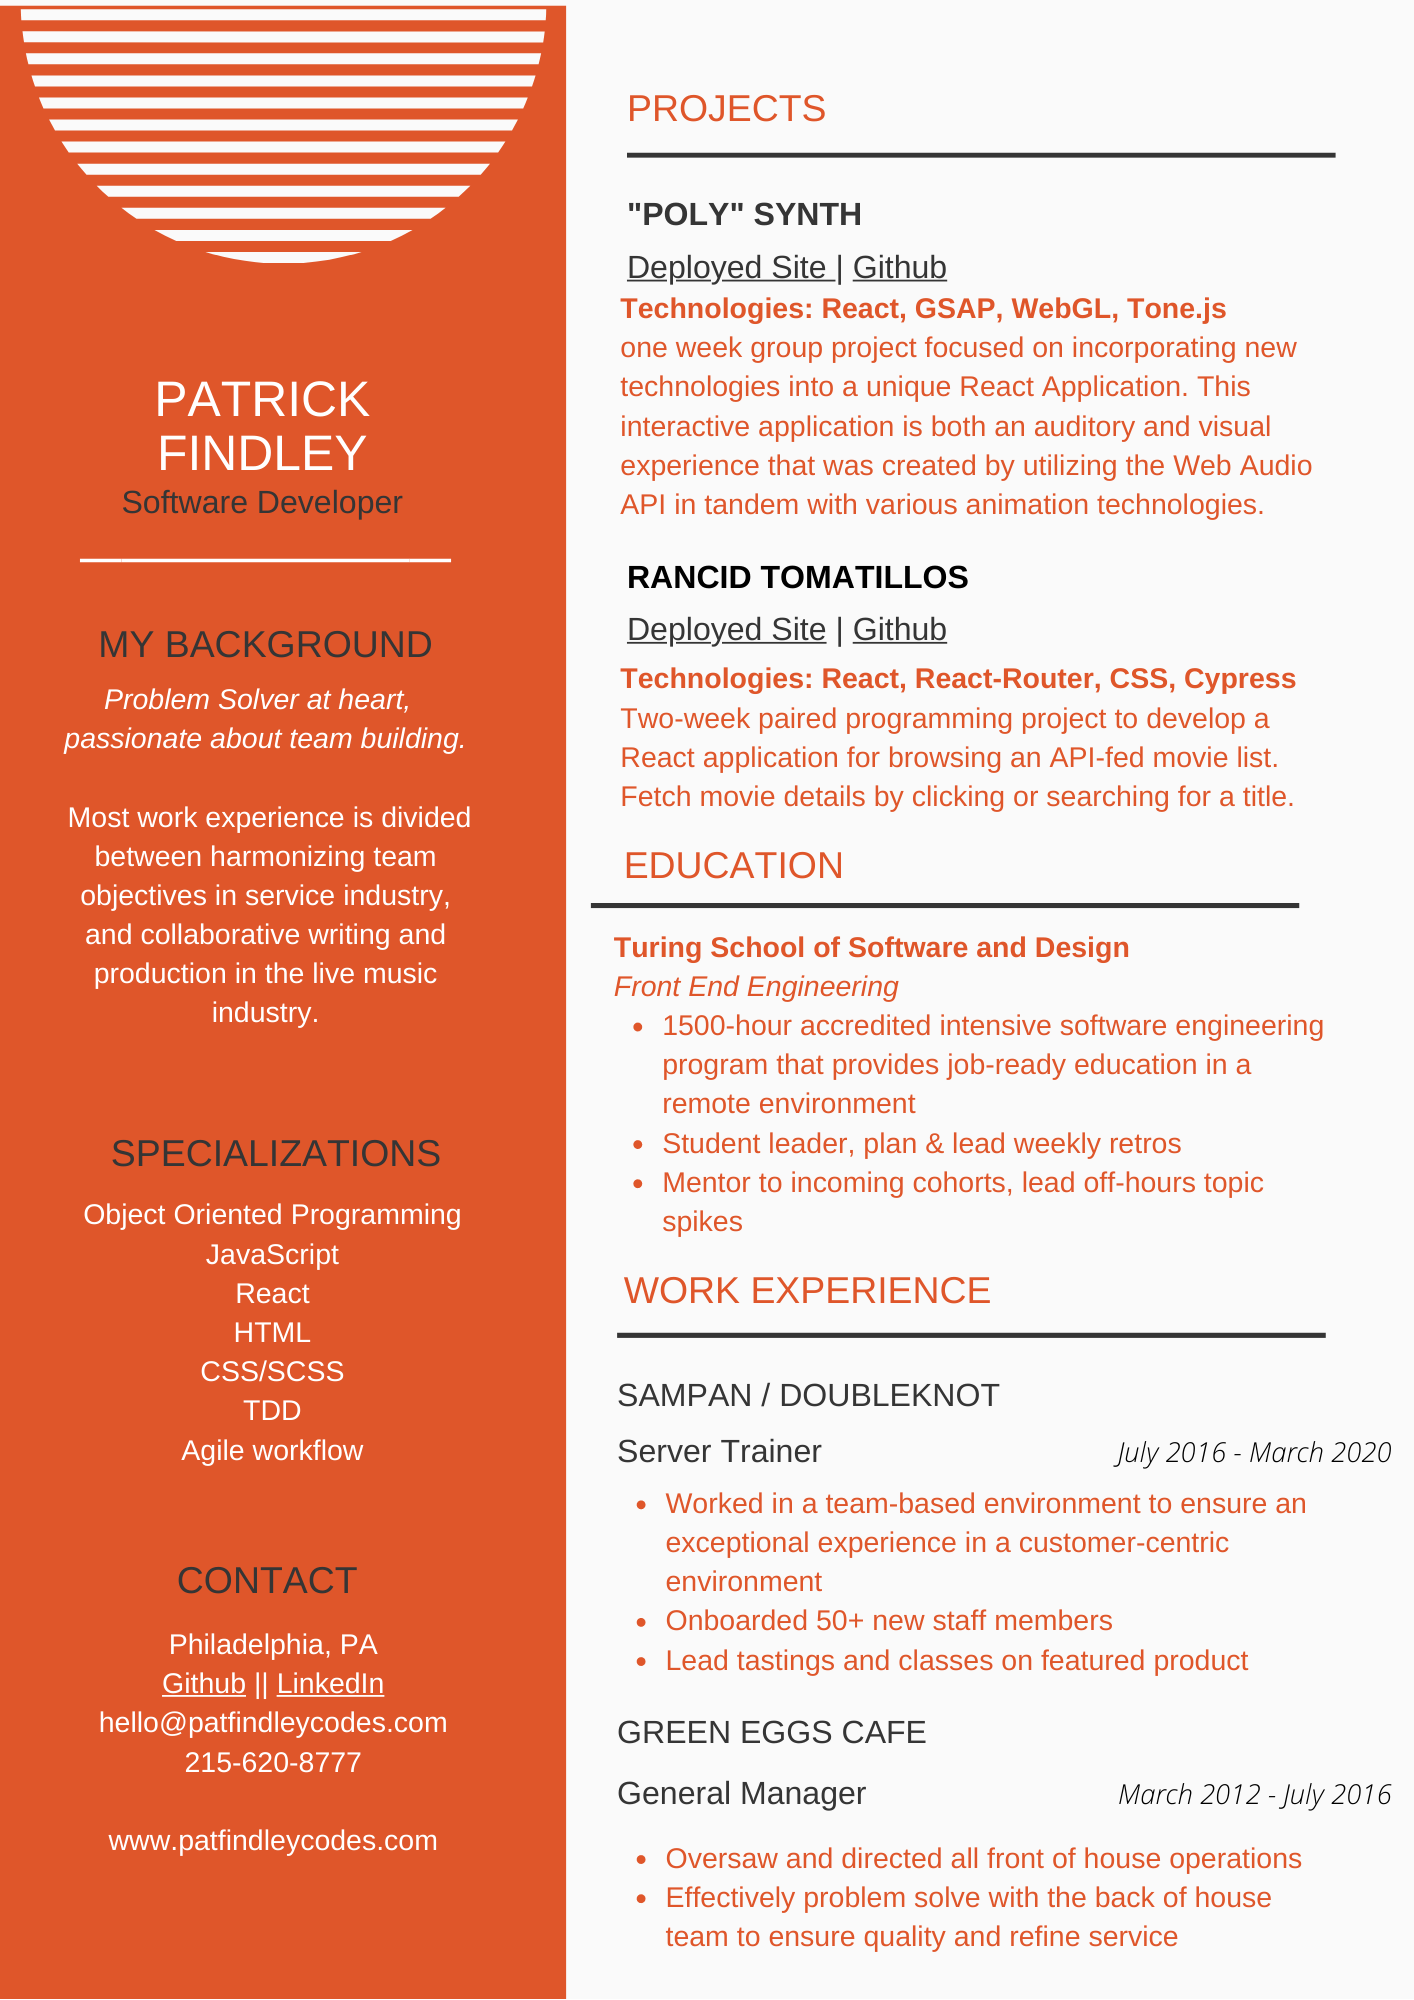 PATRICK
FINDLEY
Software Developer
MY BACKGROUND
Problem Solver at heart,
passionate about team building.
Most work experience is divided
between harmonizing team
objectives in service industry,
and collaborative writing and
production in the live music
industry.
SPECIALIZATIONS
Object Oriented Programming
JavaScript
React
HTML
CSS/SCSS
TDD
Agile workflow
CONTACT
Philadelphia, PA
Github || LinkedIn
hello@patfindleycodes.com
215-620-8777
www.patfindleycodes.com
PROJECTS
"POLY" SYNTH
Deployed Site | Github
Technologies: React, GSAP, WebGL, Tone.js
one week group project focused on incorporating new
technologies into a unique React Application. This
interactive application is both an auditory and visual
experience that was created by utilizing the Web Audio
API in tandem with various animation technologies.
RANCID TOMATILLOS
Deployed Site | Github
Technologies: React, React-Router, CSS, Cypress
Two-week paired programming project to develop a
React application for browsing an API-fed movie list.
Fetch movie details by clicking or searching for a title.
EDUCATION
Turing School of Software and Design
Front End Engineering
• 1500-hour accredited intensive software engineering
program that provides job-ready education in a
remote environment
• Student leader, plan & lead weekly retros
• Mentor to incoming cohorts, lead off-hours topic
spikes
WORK EXPERIENCE
SAMPAN / DOUBLEKNOT
Server Trainer July 2016 - March 2020
• Worked in a team-based environment to ensure an
exceptional experience in a customer-centric
environment
• Onboarded 50+ new staff members
• Lead tastings and classes on featured product
GREEN EGGS CAFE
General Manager March 2012 - July 2016
• Oversaw and directed all front of house operations
• Effectively problem solve with the back of house
team to ensure quality and refine service